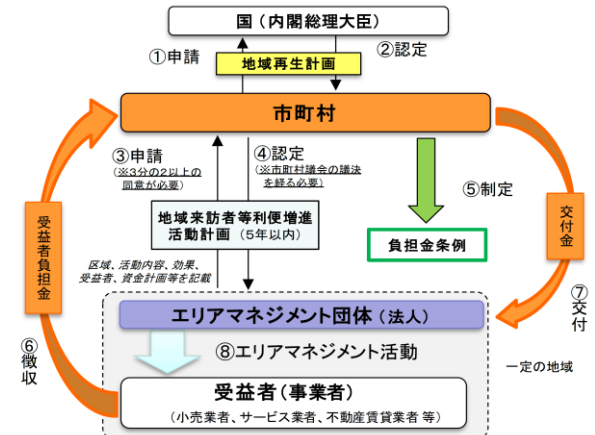 国（内閣総理大臣）
①申請
②認定
地域再生計画
市町村
③申請
（※3分の2以上の
同意が必要）
④認定
（※市町村議会の議決
を経る必要）
⑤制定
地域来訪者等利便増進
活動計画（5年以内）
負担金条例
受益者負担金
交付金
区域、活動内容、効果、
受益者、資金計画等を記載
⑦交付
エリアマネジメント団体（法人）
⑥徴収
⑧エリアマネジメント活動
一定の地域
受益者（事業者）
（小売業者、サービス業者、不動産賃貸業者 等）